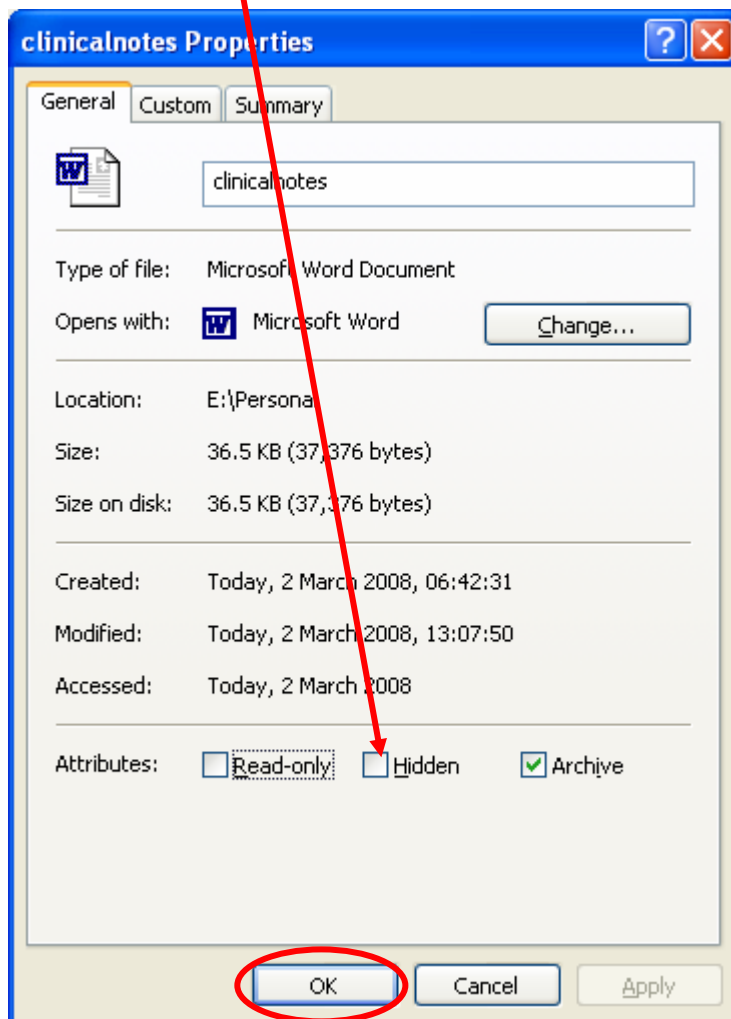 clinicalnotes Properties
General Custom Summary
clinicalnotes
Type of file: Microsoft Word Document
Opens with: Microsoft Word Change...
Location: E:\Personal
Size: 36.5 KB (37,376 bytes)
Size on disk: 36.5 KB (37,376 bytes)
Created: Today, 2 March 2008, 06:42:31
Modified: Today, 2 March 2008, 13:07:50
Accessed: Today, 2 March 2008
Attributes: Read-only Hidden Archive
OK Cancel Apply